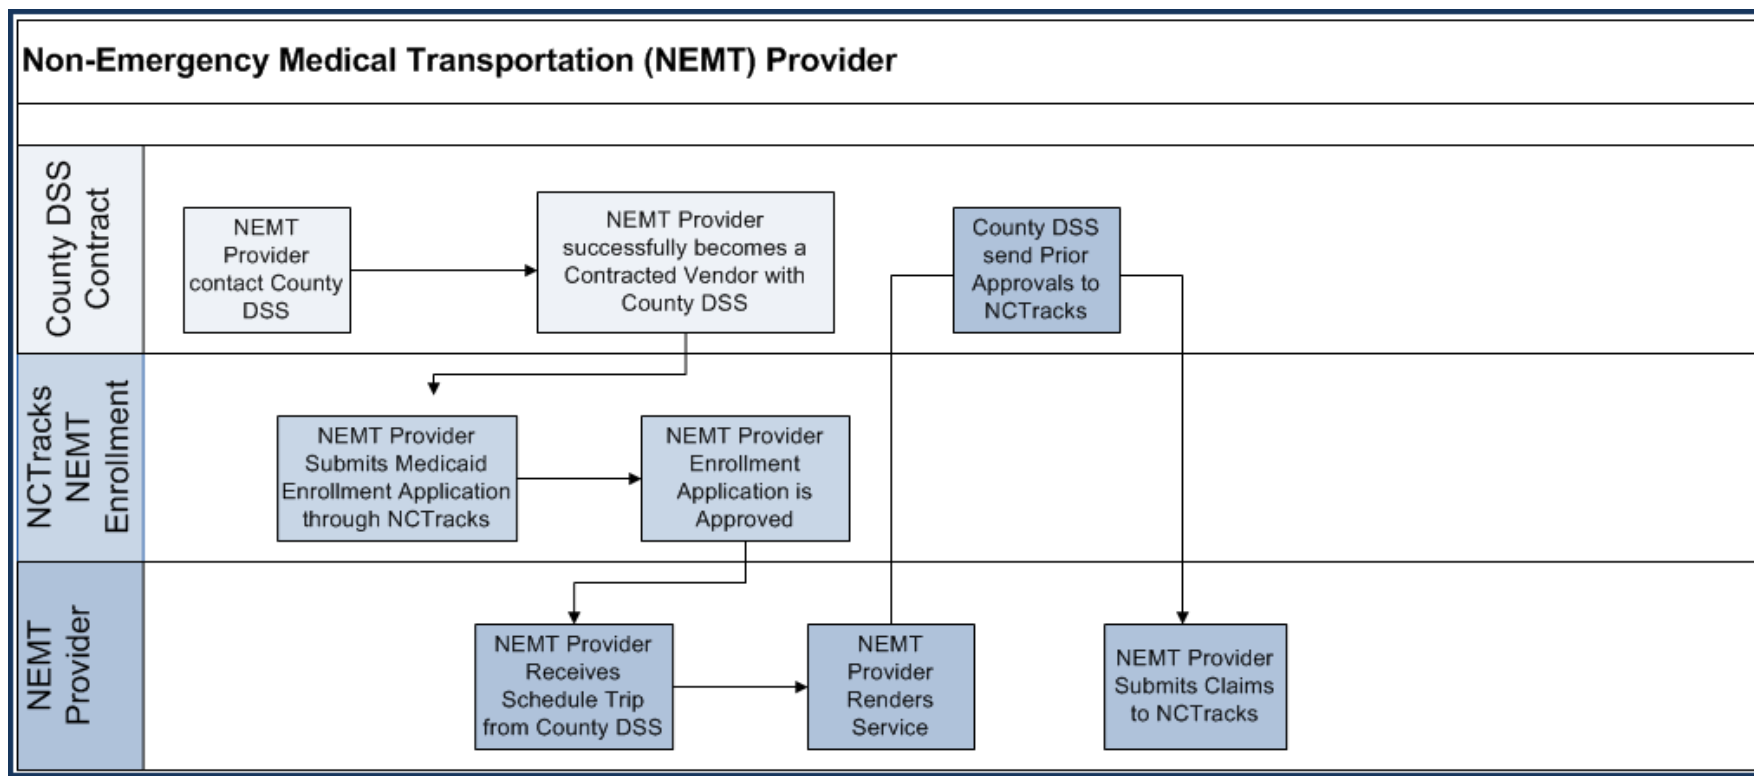 Non-Emergency Medical Transportation (NEMT) Provider
County DSS
Contract
NEMT
Provider
contact County
DSS
NEMT Provider
successfully becomes a
Contracted Vendor with
County DSS
County DSS
send Prior
Approvals to
NCTracks
NCTracks
NEMT
Enrollment
NEMT Provider
Submits Medicaid
Enrollment Application
through NCTracks
NEMT Provider
Enrollment
Application is
Approved
NEMT
Provider
NEMT Provider
Receives
Schedule Trip
from County DSS
NEMT
Provider
Renders
Service
NEMT Provider
Submits Claims
to NCTracks